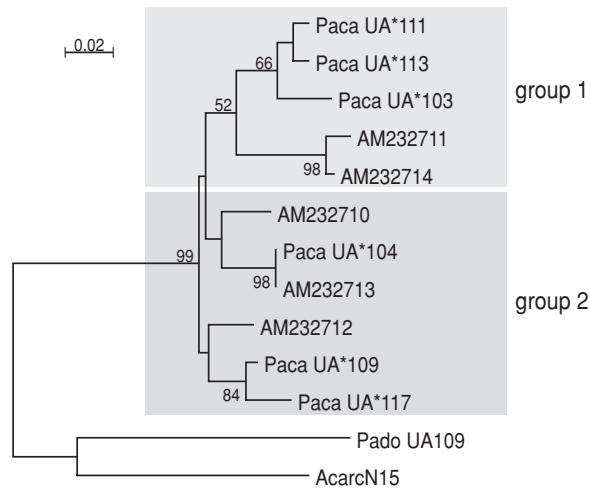 0.02
Paca UA*111
66
Paca UA*113
Paca UA*103
group 1
52
AM232711
98
AM232714
AM232710
Paca UA*104
99
98
AM232713
group 2
AM232712
Paca UA*109
84
Paca UA*117
Pado UA109
AcarcN15